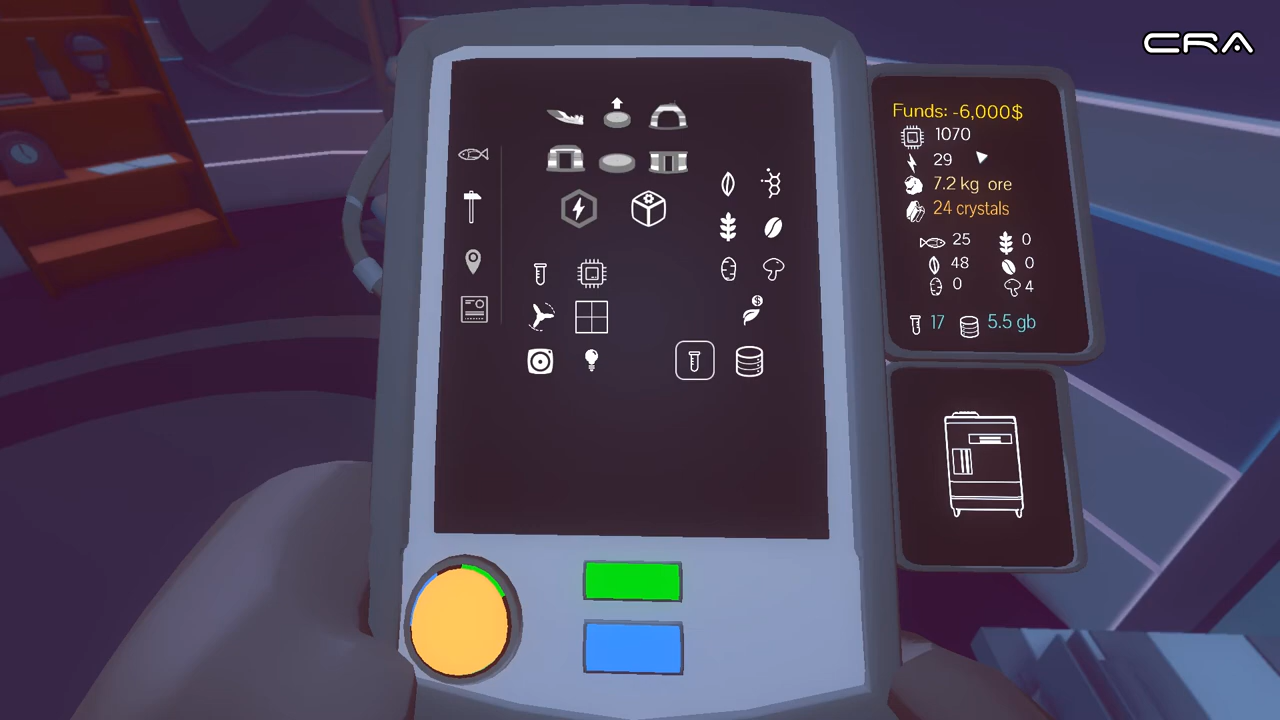 CRA
Funds: -6,000$
1070
29
7.2 kg ore
24 crystals
25 0
48 0
0 4
17 5.5 gb